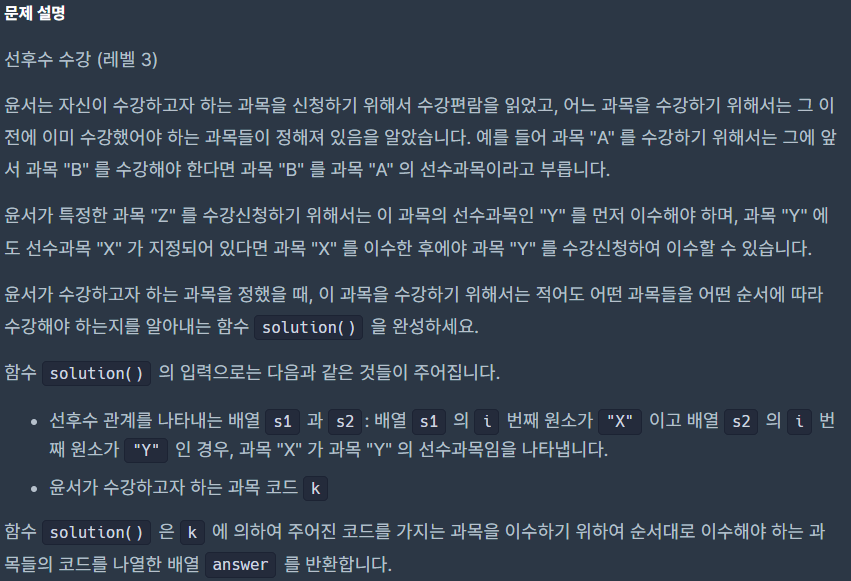 문제 설명
선후수 수강 (레벨 3)
윤서는 자신이 수강하고자 하는 과목을 신청하기 위해서 수강편람을 읽었고, 어느 과목을 수강하기 위해서는 그 이
전에 이미 수강했어야 하는 과목들이 정해져 있음을 알았습니다. 예를 들어 과목 "A" 를 수강하기 위해서는 그에 앞
서 과목 "B" 를 수강해야 한다면 과목 "B" 를 과목 "A" 의 선수과목이라고 부릅니다.
윤서가 특정한 과목 "Z" 를 수강신청하기 위해서는 이 과목의 선수과목인 "Y" 를 먼저 이수해야 하며, 과목 "Y" 에
도 선수과목 "X" 가 지정되어 있다면 과목 "X" 를 이수한 후에야 과목 "Y" 를 수강신청하여 이수할 수 있습니다.
윤서가 수강하고자 하는 과목을 정했을 때, 이 과목을 수강하기 위해서는 적어도 어떤 과목들을 어떤 순서에 따라
수강해야 하는지를 알아내는 함수 solution() 을 완성하세요.
함수 solution() 의 입력으로는 다음과 같은 것들이 주어집니다.
• 선후수 관계를 나타내는 배열 s1 과 s2 : 배열 s1 의 i 번째 원소가 "X" 이고 배열 s2 의 i 번
째 원소가 "Y" 인 경우, 과목 "X" 가 과목 "Y" 의 선수과목임을 나타냅니다.
• 윤서가 수강하고자 하는 과목 코드 k
함수 solution() 은 k 에 의하여 주어진 코드를 가지는 과목을 이수하기 위하여 순서대로 이수해야 하는 과
목들의 코드를 나열한 배열 answer 를 반환합니다.